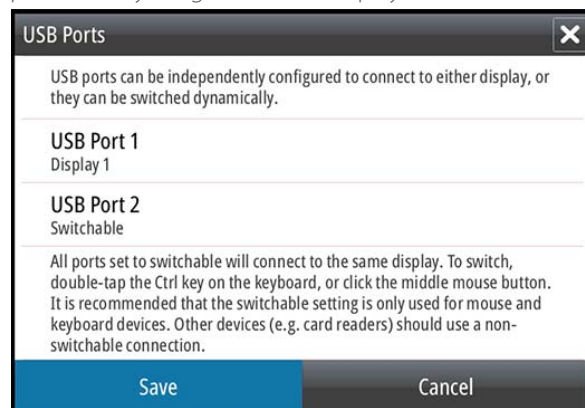 USB Ports
USB ports can be independently configured to connect to either display, or
they can be switched dynamically.
USB Port 1
Display 1
USB Port 2
Switchable
All ports set to switchable will connect to the same display. To switch,
double-tap the Ctrl key on the keyboard, or click the middle mouse button.
It is recommended that the switchable setting is only used for mouse and
keyboard devices. Other devices (e.g. card readers) should use a non-
switchable connection.
Save
Cancel